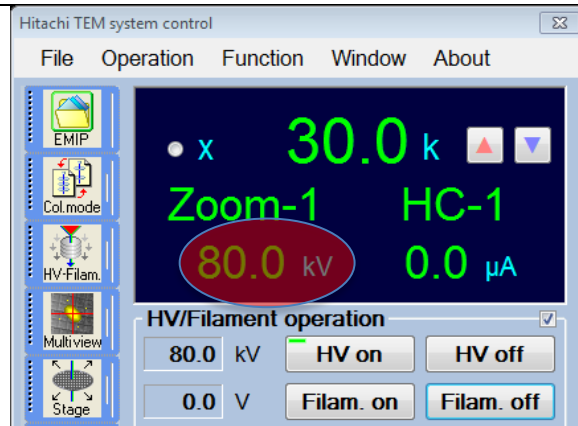 Hitachi TEM system control
File Operation Function Window About
EMIP
x 30.0 k
Col.mode
Zoom-1 HC-1
HV-Filam.
80.0 kV 0.0 µA
Multiview
HV/Filament operation
80.0 kV HV on HV off
Stage
0.0 V Filam. on Filam. off